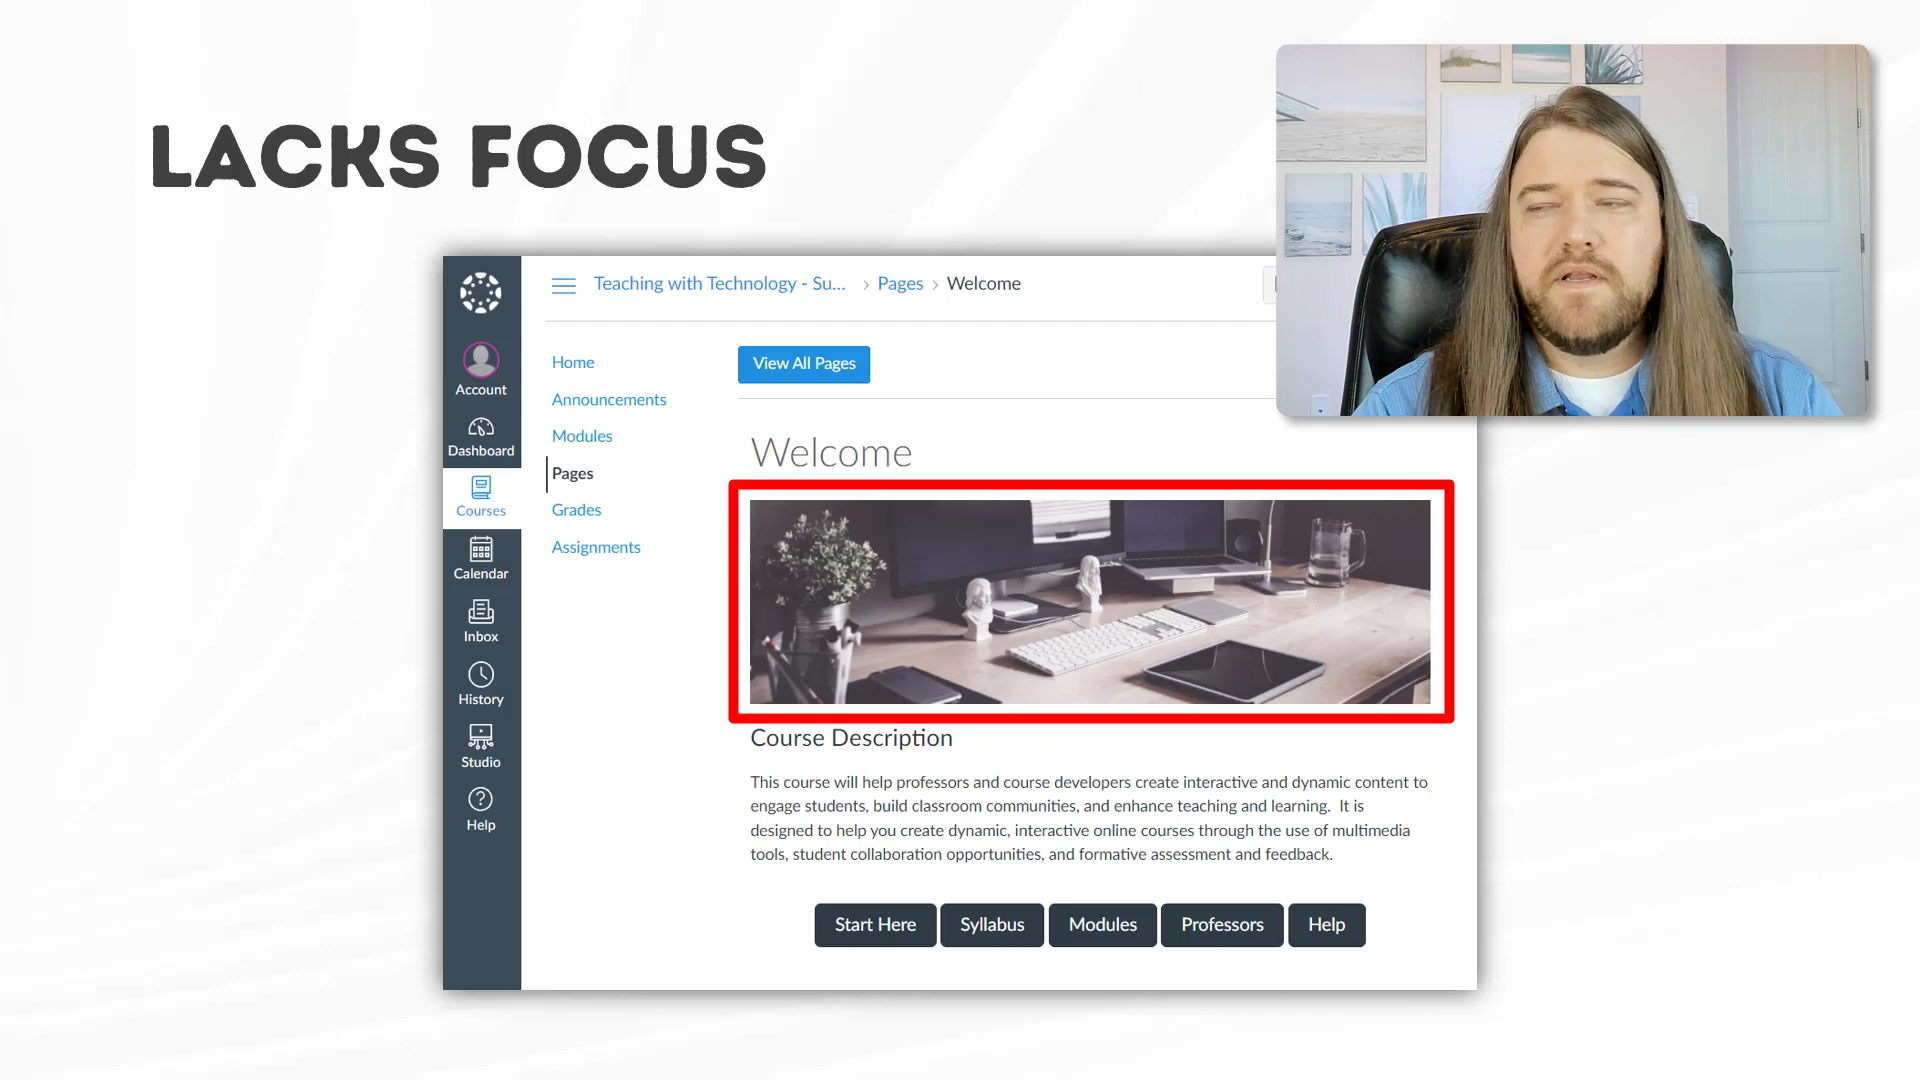 LACKS FOCUS
Teaching with Technology - Su... > Pages > Welcome
Account
Dashboard
Courses
Calendar
Inbox
History
Studio
Help
Home
Announcements
Modules
Pages
Grades
Assignments
View All Pages
Welcome
Course Description
This course will help professors and course developers create interactive and dynamic content to
engage students, build classroom communities, and enhance teaching and learning.  It is
designed to help you create dynamic, interactive online courses through the use of multimedia
tools, student collaboration opportunities, and formative assessment and feedback.
Start Here
Syllabus
Modules
Professors
Help